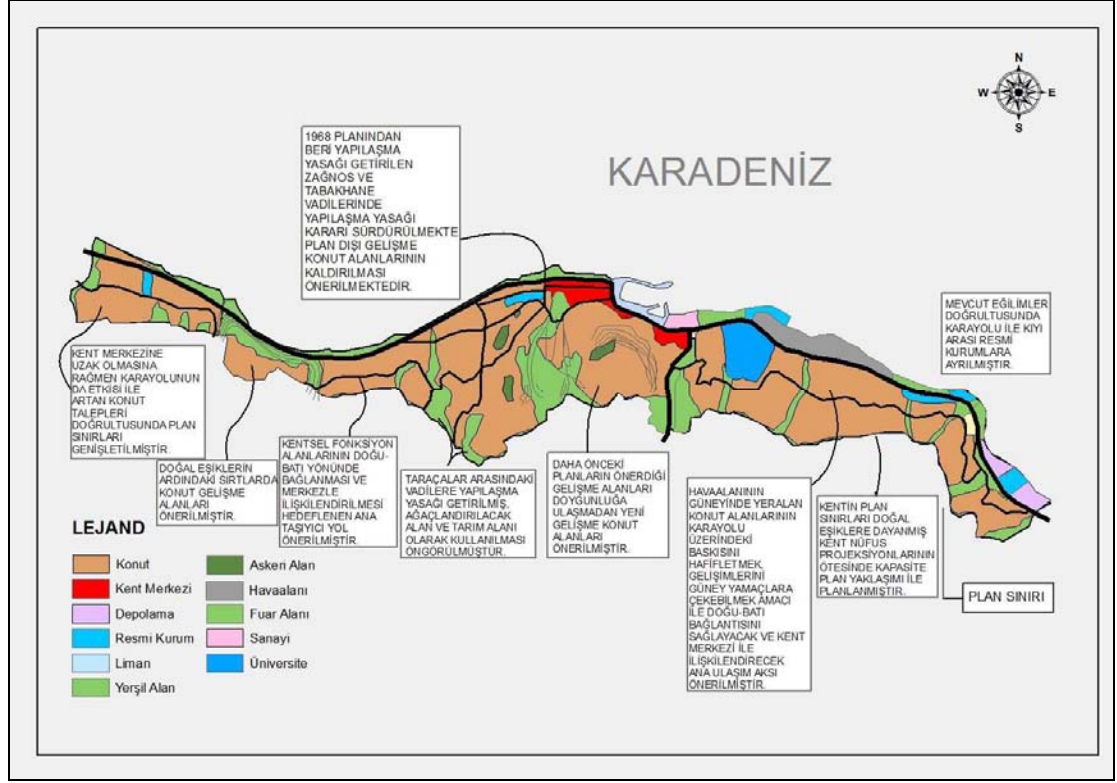 N
W E
S
KARADENİZ
1968 PLANINDAN
BERİ YAPILAŞMA
YASAĞI GETİRİLEN
ZAĞNOS VE
TABAKHANE
VADİLERİNDE
YAPILAŞMA YASAĞI
KARARI SÜRDÜRÜLMEKTE
PLAN DIŞI GELİŞME
KONUT ALANLARININ
KALDIRILMASI
ÖNERİLMEKTEDİR.
MEVCUT EĞİLİMLER
DOĞRULTUSUNDA
KARAYOLU İLE KIYI
ARASI RESMİ
KURUMLARA
AYRILMIŞTIR.
KENT MERKEZİNE
UZAK OLMASINA
RAĞMEN KARAYOLUNUN
DA ETKİSİ İLE
ARTAN KONUT
TALEPLERİ
DOĞRULTUSUNDA PLAN
SINIRLARI
GENİŞLETİLMİŞTİR.
DOĞAL EŞİKLERİN
ARDINDAKİ SIRTLARDA
KONUT GELİŞME
ALANLARI
ÖNERİLMİŞTİR.
KENTSEL FONKSİYON
ALANLARININ DOĞU-
BATI YÖNÜNDE
BAĞLANMASI VE
MERKEZLE
İLİŞKİLENDİRİLMESİ
HEDEFLENEN ANA
TAŞIYICI YOL
ÖNERİLMİŞTİR.
TARAÇALAR ARASINDAKİ
VADİLERE YAPILAŞMA
YASAĞI GETİRİLMİŞ,
AĞAÇLANDIRILACAK
ALAN VE TARIM ALANI
OLARAK KULLANILMASI
ÖNGÖRÜLMÜŞTÜR.
DAHA ÖNCEKİ
PLANLARIN ÖNERDİĞİ
GELİŞME ALANLARI
DOYGUNLUĞA
ULAŞMADAN YENİ
GELİŞME KONUT
ALANLARI
ÖNERİLMİŞTİR.
HAVAALANININ
GÜNEYİNDE YERALAN
KONUT ALANLARININ
KARAYOLU
ÜZERİNDEKİ
BASKISINI
HAFİFLETMEK,
GELİŞİMLERİNİ
GÜNEY YAMAÇLARA
ÇEKEBİLMEK AMACI
İLE DOĞU-BATI
BAĞLANTISINI
SAĞLAYACAK VE KENT
MERKEZİ İLE
İLİŞKİLENDİRECEK
ANA ULAŞIM AKSI
ÖNERİLMİŞTİR.
KENTİN PLAN
SINIRLARI DOĞAL
EŞİKLERE DAYANMIŞ
KENT NÜFUS
PROJEKSİYONLARININ
ÖTESİNDE KAPASİTE
PLAN YAKLAŞIMI İLE
PLANLANMIŞTIR.
PLAN SINIRI
LEJAND
Konut
Kent Merkezi
Depolama
Resmi Kurum
Liman
Yerşil Alan
Askeri Alan
Havaalanı
Fuar Alanı
Sanayi
Üniversite